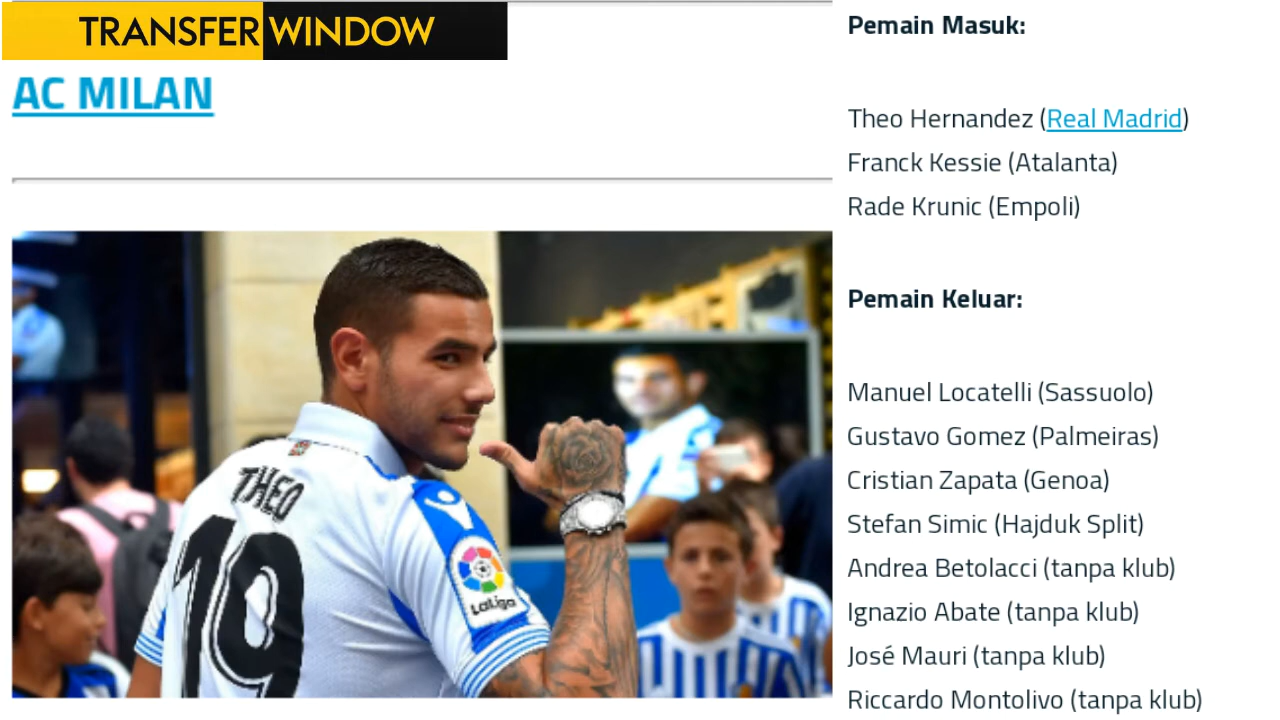 TRANSFER WINDOW
AC MILAN
THEO
19
LaLiga
Pemain Masuk:
Theo Hernandez (Real Madrid)
Franck Kessie (Atalanta)
Rade Krunic (Empoli)
Pemain Keluar:
Manuel Locatelli (Sassuolo)
Gustavo Gomez (Palmeiras)
Cristian Zapata (Genoa)
Stefan Simic (Hajduk Split)
Andrea Betolacci (tanpa klub)
Ignazio Abate (tanpa klub)
José Mauri (tanpa klub)
Riccardo Montolivo (tanpa klub)